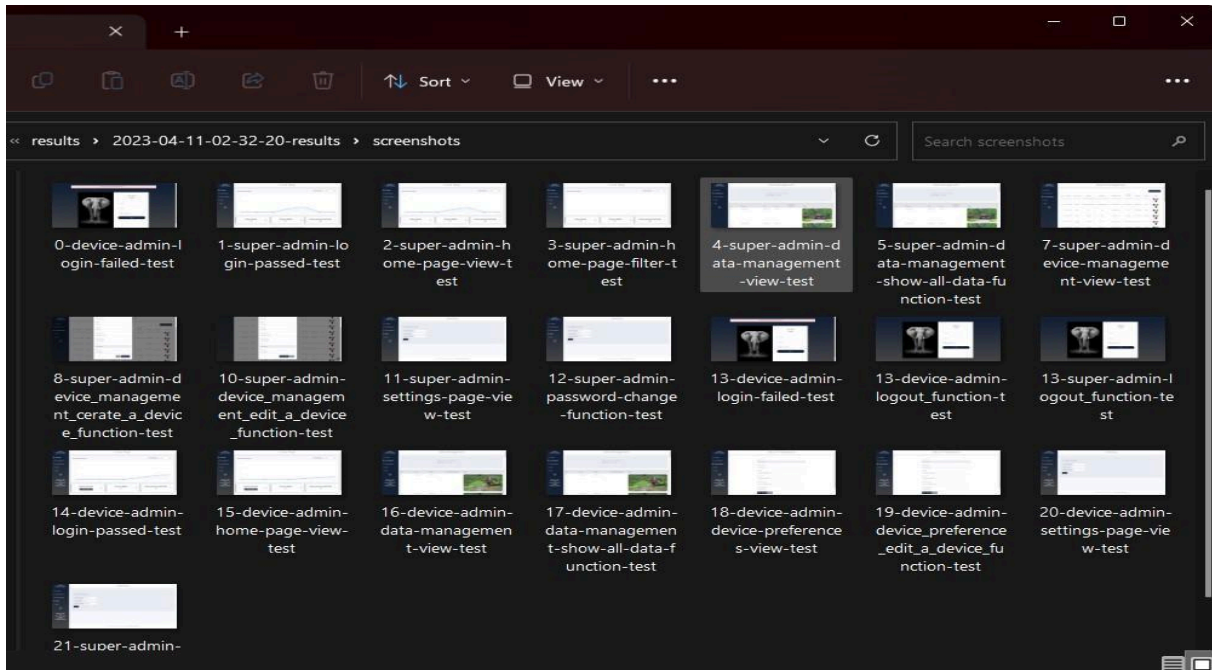 Sort
View
results > 2023-04-11-02-32-20-results > screenshots
Search screenshots
0-device-admin-l
ogin-failed-test
1-super-admin-lo
gin-passed-test
2-super-admin-h
ome-page-view-t
est
3-super-admin-h
ome-page-filter-t
est
4-super-admin-d
ata-management
-view-test
5-super-admin-d
ata-management
-show-all-data-fu
nction-test
7-super-admin-d
evice-manageme
nt-view-test
8-super-admin-d
evice_manageme
nt_cerate_a_devic
e_function-test
10-super-admin-
device_managem
ent_edit_a_device
_function-test
11-super-admin-
settings-page-vie
w-test
12-super-admin-
password-change
-function-test
13-device-admin-
login-failed-test
13-device-admin-
logout_function-t
est
13-super-admin-l
ogout_function-te
st
14-device-admin-
login-passed-test
15-device-admin-
home-page-view-
test
16-device-admin-
data-managemen
t-view-test
17-device-admin-
data-managemen
t-show-all-data-f
unction-test
18-device-admin-
device-preference
s-view-test
19-device-admin-
device_preference
_edit_a_device_fu
nction-test
20-device-admin-
settings-page-vie
w-test
21-super-admin-